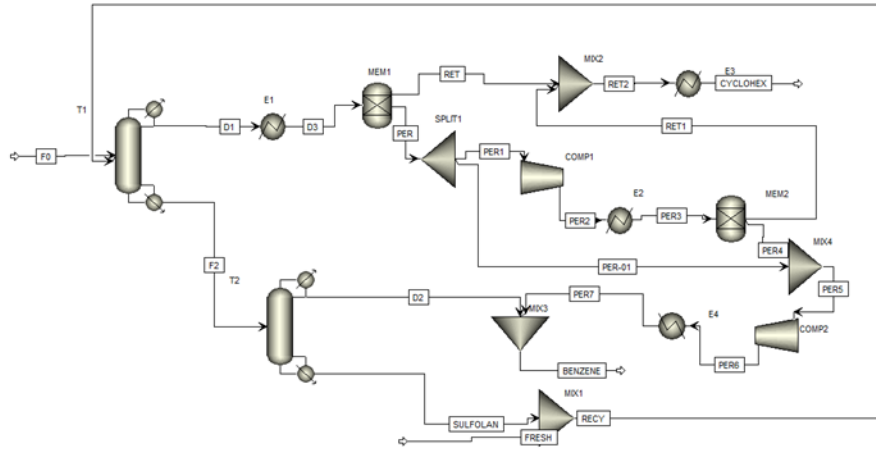 MIX2
RET
RET2
E3
CYCLOHEX
MEM1
E1
T1
D1
D3
SPLIT1
RET1
PER
PER1
COMP1
F0
E2
MEM2
PER2
PER3
PER4
MIX4
F2
PER-01
PER5
T2
D2
PER7
E4
MIX3
COMP2
PER6
BENZENE
MIX1
SULFOLAN
RECY
FRESH